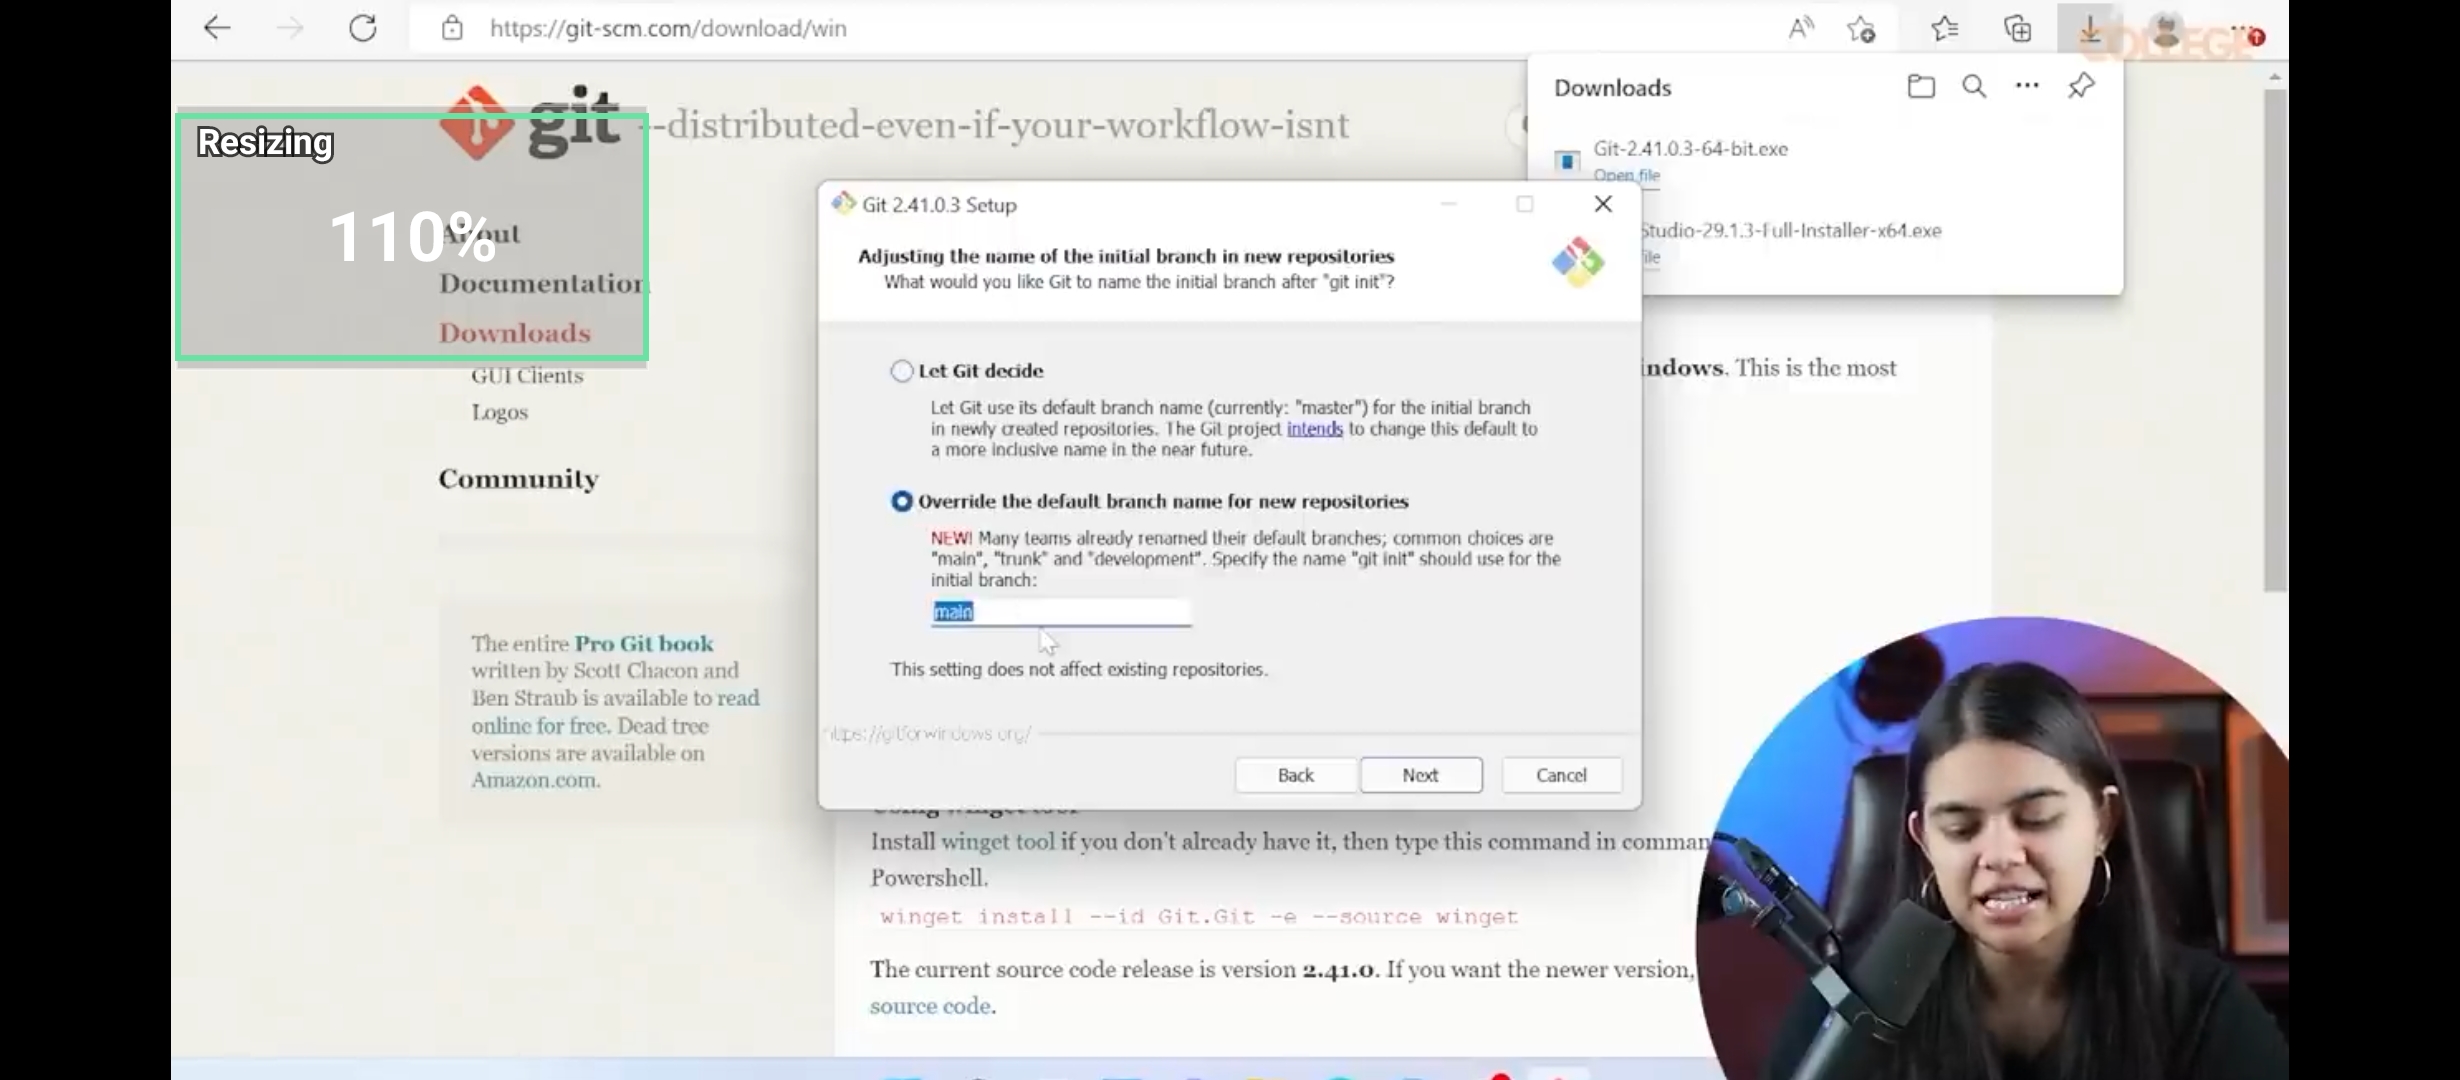 https://git-scm.com/download/win
COLLEGE
Downloads
Git-2.41.0.3-64-bit.exe
Open file
Studio-29.1.3-Full-Installer-x64.exe
Resizing
110%
git --distributed-even-if-your-workflow-isnt
About
Documentation
Downloads
GUI Clients
Logos
Community
The entire Pro Git book
written by Scott Chacon and
Ben Straub is available to read
online for free. Dead tree
versions are available on
Amazon.com.
Git 2.41.0.3 Setup
Adjusting the name of the initial branch in new repositories
What would you like Git to name the initial branch after "git init"?
Let Git decide
Let Git use its default branch name (currently: "master") for the initial branch
in newly created repositories. The Git project intends to change this default to
a more inclusive name in the near future.
Override the default branch name for new repositories
NEW! Many teams already renamed their default branches; common choices are
"main", "trunk" and "development". Specify the name "git init" should use for the
initial branch:
main
This setting does not affect existing repositories.
https://gitforwindows.org/
Back
Next
Cancel
ndows. This is the most
Using winget tool
Install winget tool if you don't already have it, then type this command in comman
Powershell.
winget install --id Git.Git -e --source winget
The current source code release is version 2.41.0. If you want the newer version,
source code.